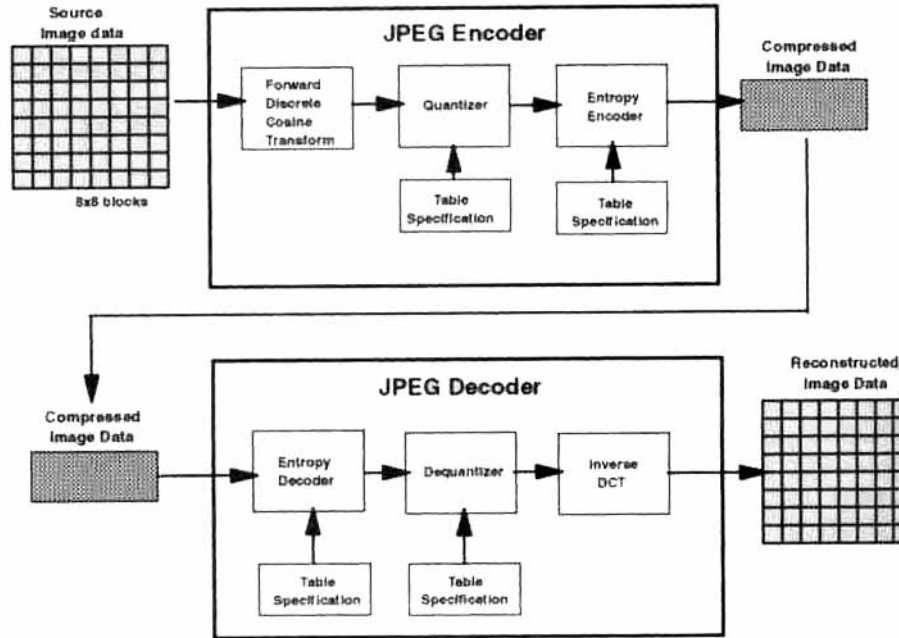 Source
Image data
8x8 blocks
JPEG Encoder
Forward
Discrete
Cosine
Transform
Quantizer
Entropy
Encoder
Table
Specification
Table
Specification
Compressed
Image Data
Compressed
Image Data
JPEG Decoder
Entropy
Decoder
Dequantizer
Inverse
DCT
Table
Specification
Table
Specification
Reconstructed
Image Data